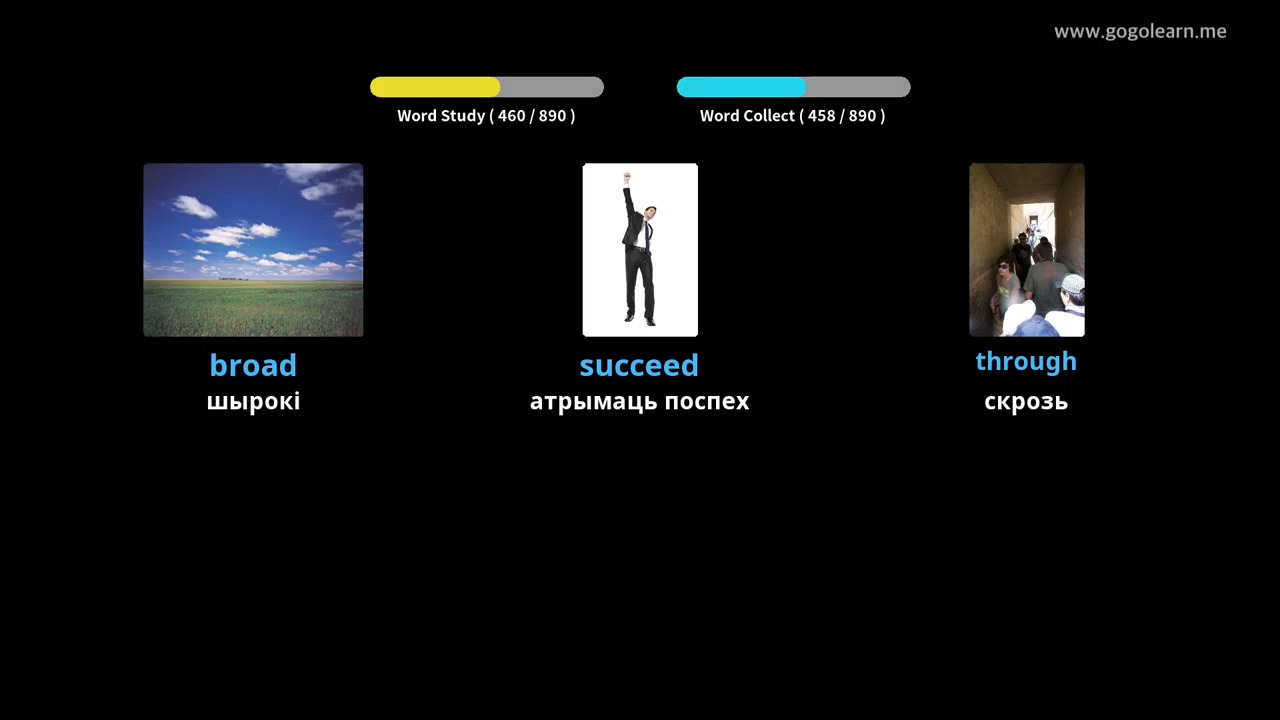 www.gogolearn.me
Word Study ( 460 / 890 )
Word Collect ( 458 / 890 )
broad
succeed
through
шырокі
атрымаць поспех
скрозь